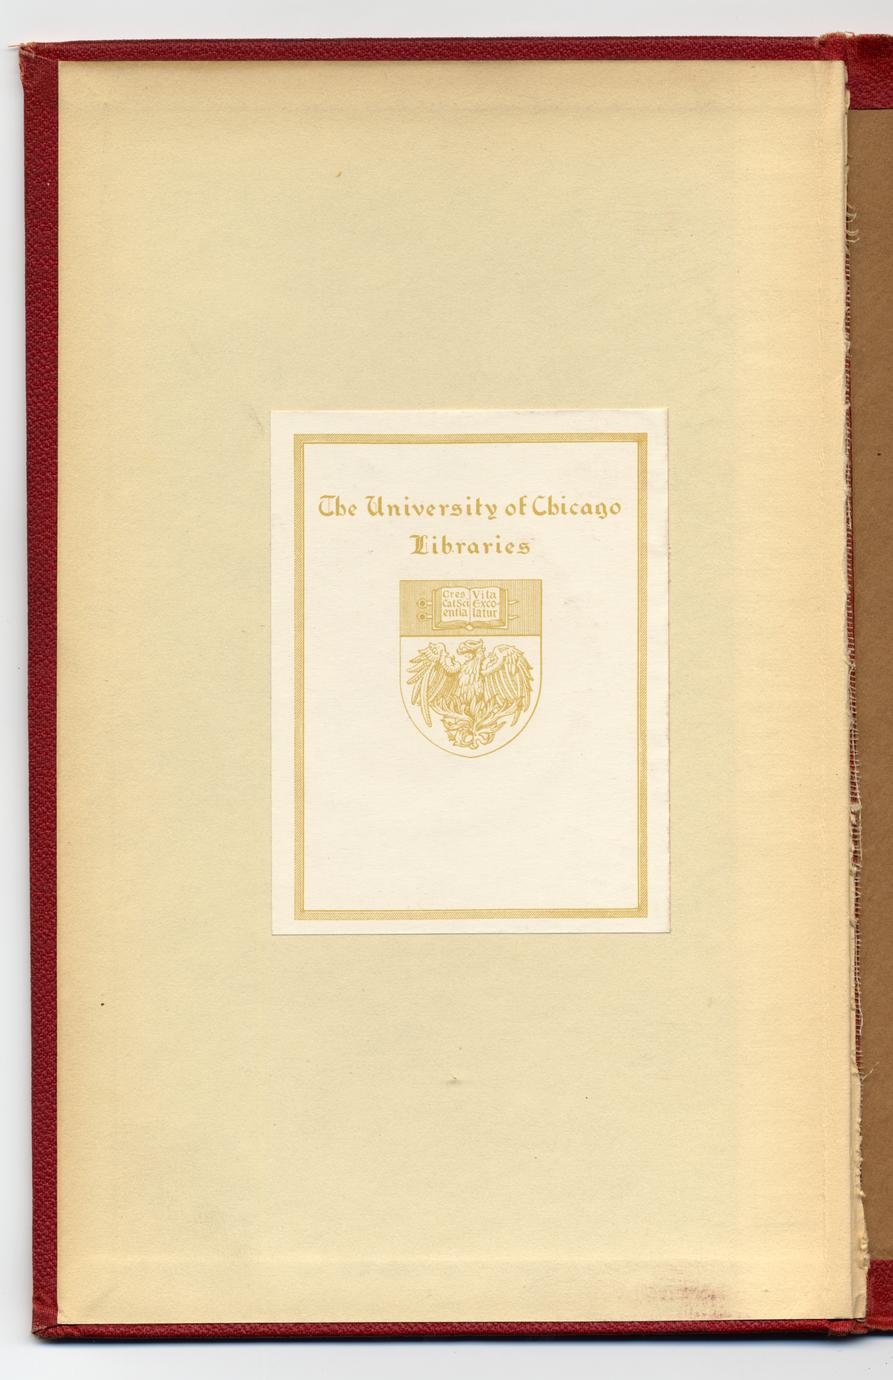 The University of Chicago
Libraries
Cres Vita
cat Sci Exco
entia latur